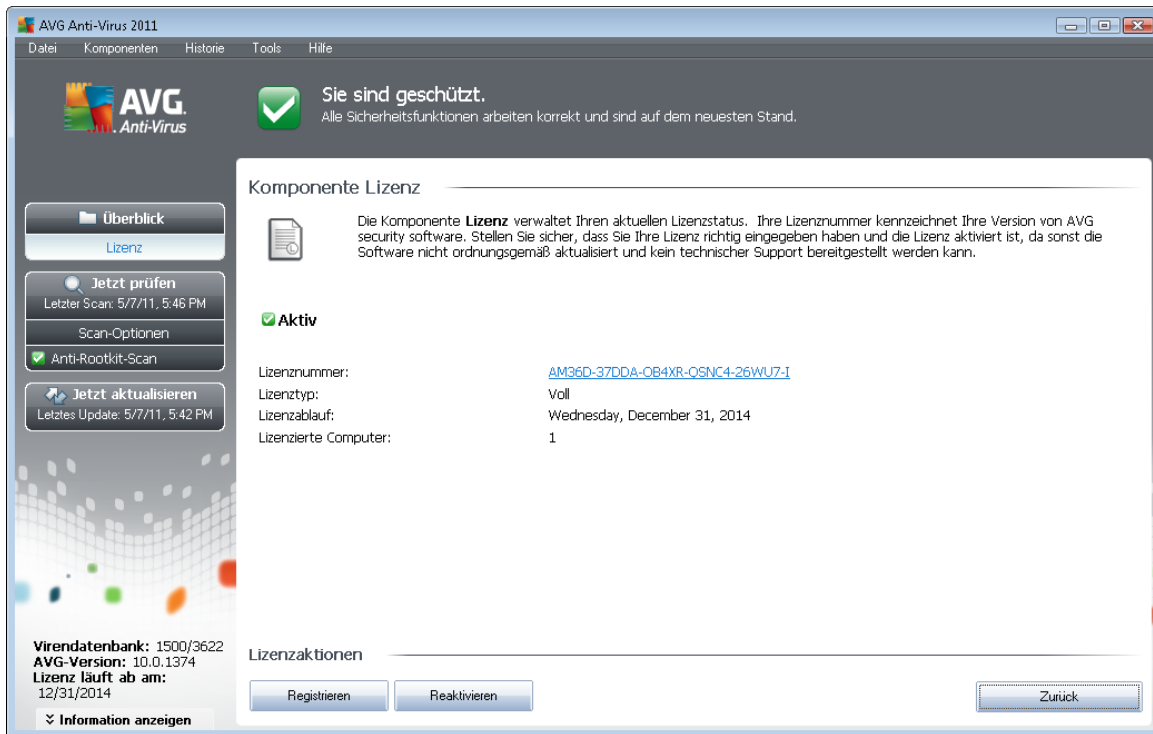 AVG Anti-Virus 2011
Datei Komponenten Historie Tools Hilfe
AVG.
Anti-Virus
Sie sind geschützt.
Alle Sicherheitsfunktionen arbeiten korrekt und sind auf dem neuesten Stand.
Überblick
Lizenz
Jetzt prüfen
Letzter Scan: 5/7/11, 5:46 PM
Scan-Optionen
Anti-Rootkit-Scan
Jetzt aktualisieren
Letztes Update: 5/7/11, 5:42 PM
Virendatenbank: 1500/3622
AVG-Version: 10.0.1374
Lizenz läuft ab am:
12/31/2014
Information anzeigen
Komponente Lizenz
Die Komponente Lizenz verwaltet Ihren aktuellen Lizenzstatus. Ihre Lizenznummer kennzeichnet Ihre Version von AVG
security software. Stellen Sie sicher, dass Sie Ihre Lizenz richtig eingegeben haben und die Lizenz aktiviert ist, da sonst die
Software nicht ordnungsgemäß aktualisiert und kein technischer Support bereitgestellt werden kann.
Aktiv
Lizenznummer: AM36D-37DDA-OB4XR-QSNC4-26WU7-I
Lizenztyp: Voll
Lizenzablauf: Wednesday, December 31, 2014
Lizenzierte Computer: 1
Lizenzaktionen
Registrieren Reaktivieren Zurück